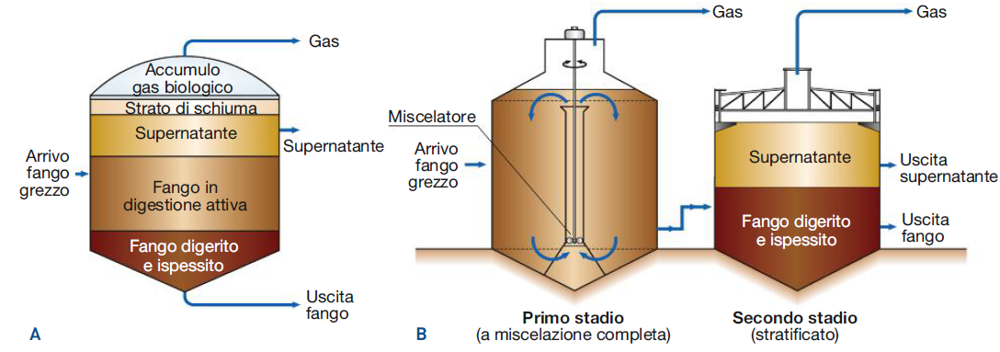 A
Gas
Accumulo
gas biologico
Strato di schiuma
Supernatante
Supernatante
Arrivo
fango
grezzo
Fango in
digestione attiva
Fango digerito
e ispessito
Uscita
fango
B
Gas
Miscelatore
Arrivo
fango
grezzo
Primo stadio
(a miscelazione completa)
Gas
Supernatante
Uscita
supernatante
Fango digerito
e ispessito
Uscita
fango
Secondo stadio
(stratificato)